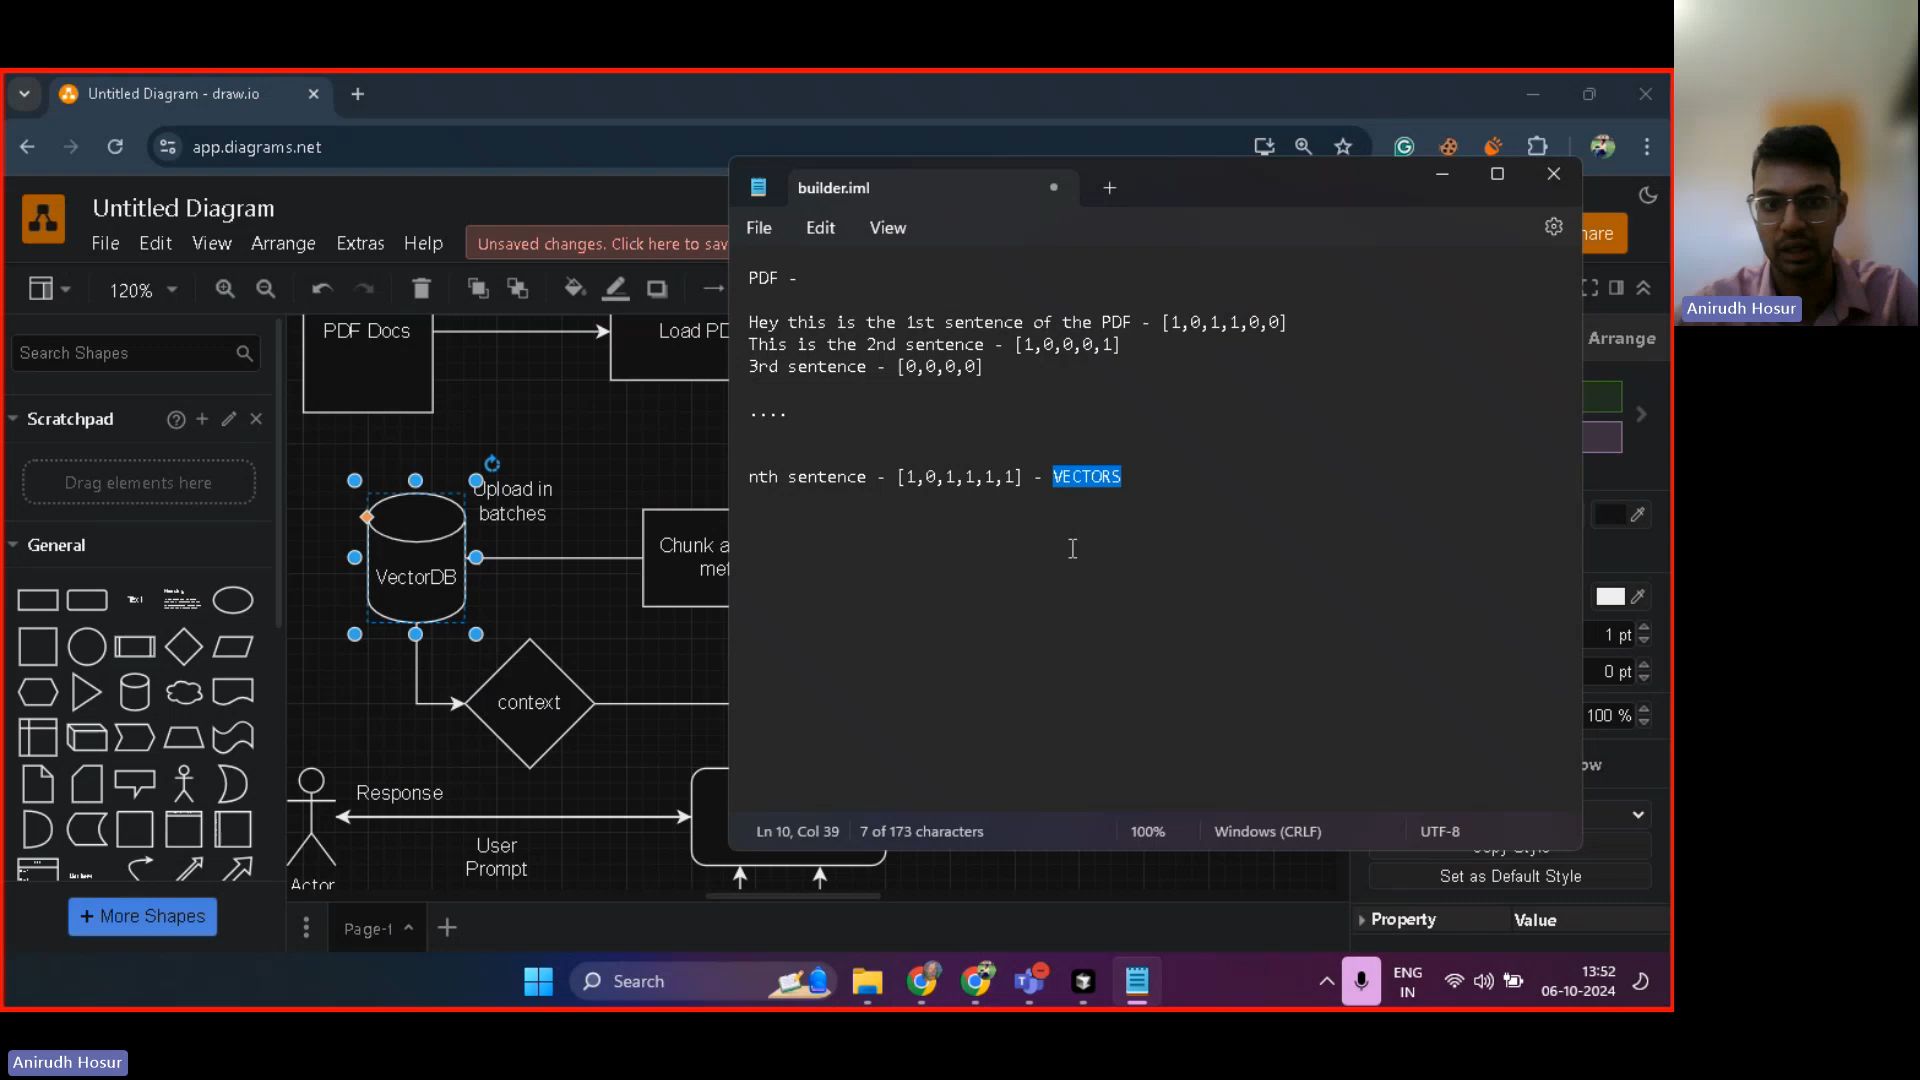 Untitled Diagram - draw.io
app.diagrams.net
Untitled Diagram
File Edit View Arrange Extras Help
Unsaved changes. Click here to sav
are
120%
Arrange
Search Shapes
Scratchpad
Drag elements here
General
Text
Heading
More Shapes
PDF Docs
Load PD
Upload in
batches
VectorDB
Chunk a
met
context
Response
User
Prompt
Actor
Page-1
builder.iml
File Edit View
PDF -
Hey this is the 1st sentence of the PDF - [1,0,1,1,0,0]
This is the 2nd sentence - [1,0,0,0,1]
3rd sentence - [0,0,0,0]
....
nth sentence - [1,0,1,1,1,1] - VECTORS
Ln 10, Col 39 7 of 173 characters 100% Windows (CRLF) UTF-8
1 pt
0 pt
100 %
ow
Copy Style
Set as Default Style
Property Value
Search
ENG
IN
13:52
06-10-2024
Anirudh Hosur
Anirudh Hosur